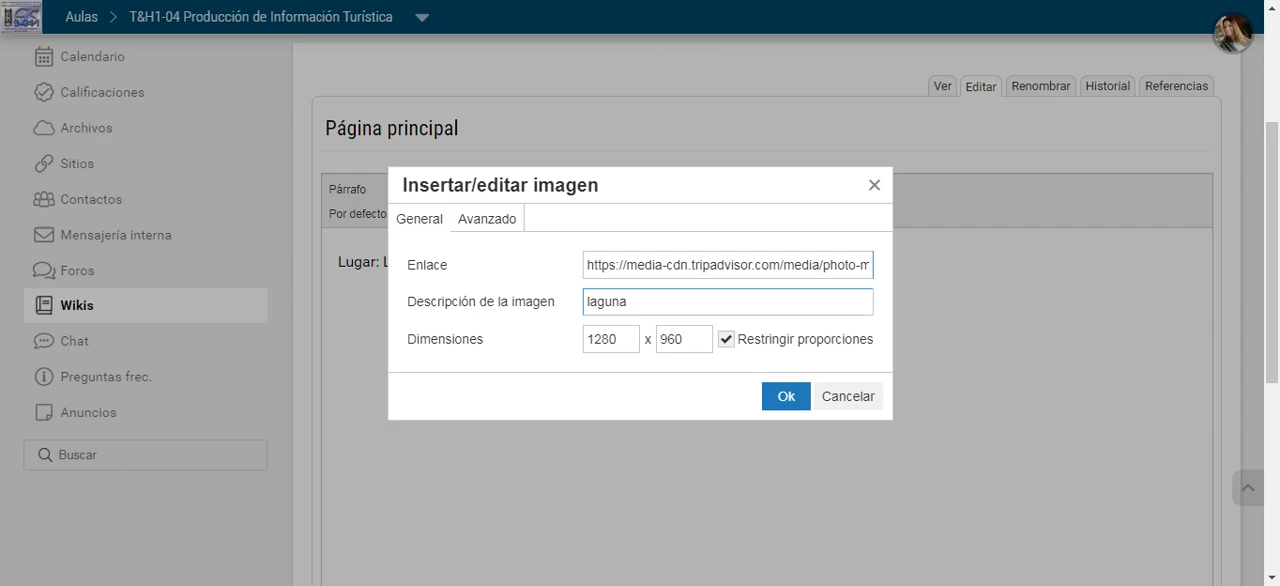 Aulas > T&H1-04 Producción de Información Turística
Calendario
Calificaciones
Archivos
Sitios
Contactos
Mensajería interna
Foros
Wikis
Chat
Preguntas frec.
Anuncios
Buscar
Ver Editar Renombrar Historial Referencias
Página principal
Párrafo
Por defecto
Lugar: L
Insertar/editar imagen
General Avanzado
Enlace https://media-cdn.tripadvisor.com/media/photo-m
Descripción de la imagen laguna
Dimensiones 1280 x 960 Restringir proporciones
Ok Cancelar